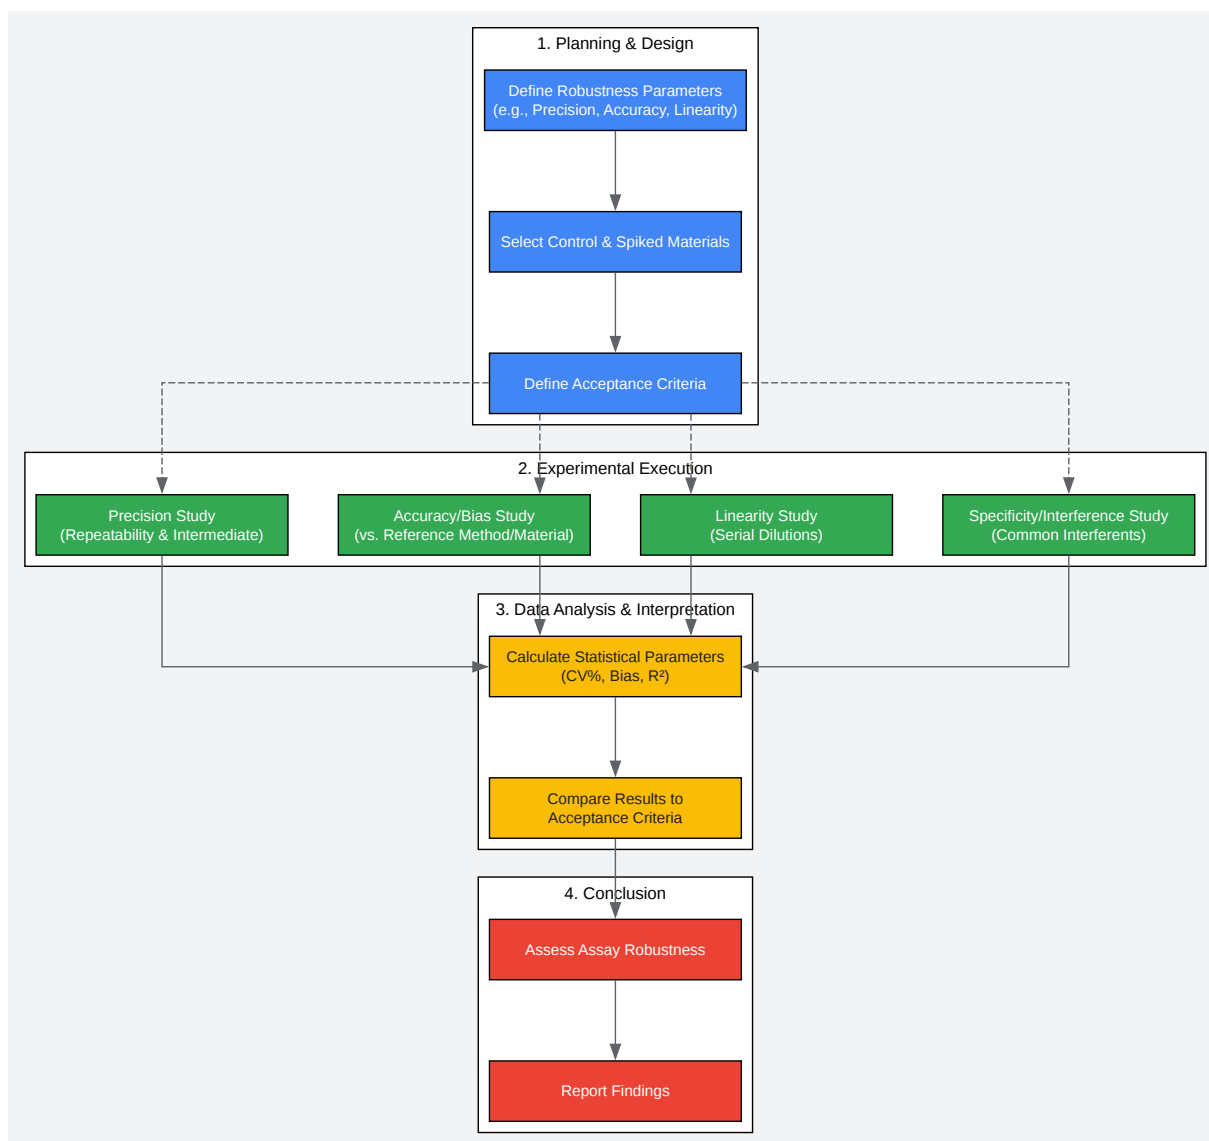 1. Planning & Design
Define Robustness Parameters
(e.g., Precision, Accuracy, Linearity)
Select Control & Spiked Materials
Define Acceptance Criteria
2. Experimental Execution
Precision Study
(Repeatability & Intermediate)
Accuracy/Bias Study
(vs. Reference Method/Material)
Linearity Study
(Serial Dilutions)
Specificity/Interference Study
(Common Interferents)
3. Data Analysis & Interpretation
Calculate Statistical Parameters
(CV%, Bias, R²)
Compare Results to
Acceptance Criteria
4. Conclusion
Assess Assay Robustness
Report Findings